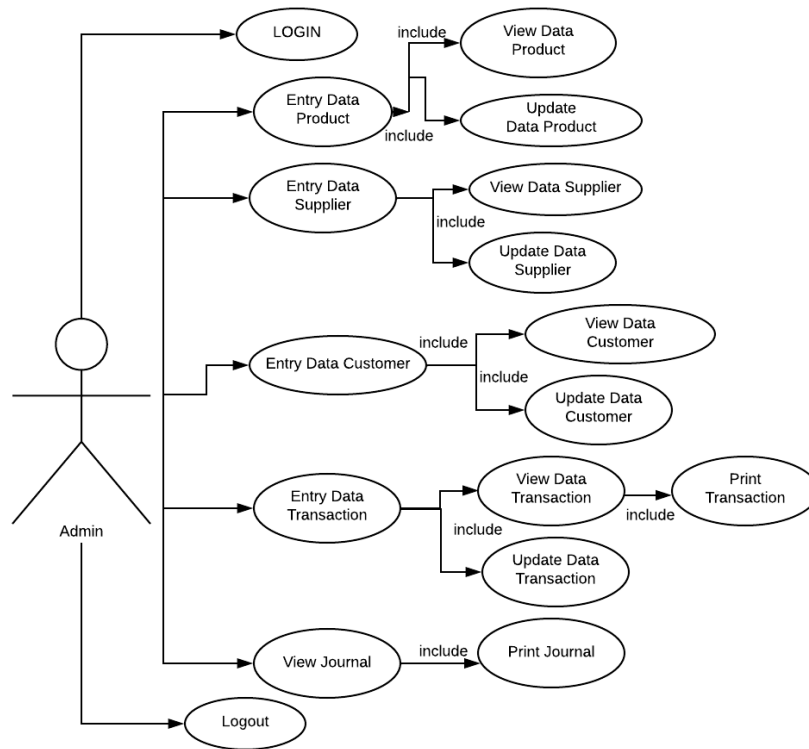 LOGIN
include
View Data
Product
Entry Data
Product
include
Update
Data Product
Entry Data
Supplier
View Data Supplier
include
Update Data
Supplier
Entry Data Customer
include
View Data
Customer
include
Update Data
Customer
Admin
Entry Data
Transaction
View Data
Transaction
include
Print
Transaction
include
Update Data
Transaction
View Journal
include
Print Journal
Logout